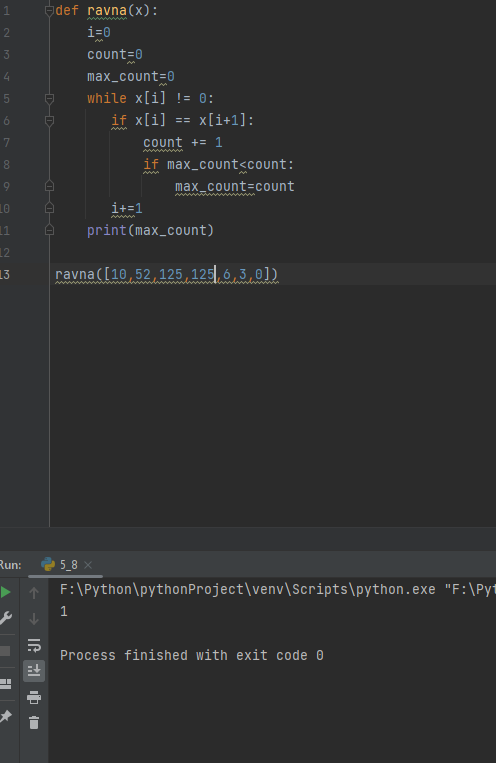 1 def ravna(x):
2 i=0
3 count=0
4 max_count=0
5 while x[i] != 0:
6 if x[i] == x[i+1]:
7 count += 1
8 if max_count<count:
9 max_count=count
10 i+=1
11 print(max_count)
12
13 ravna([10,52,125,125,6,3,0])
Run: 5_8 ×
F:\Python\pythonProject\venv\Scripts\python.exe "F:\Pyt
1
Process finished with exit code 0